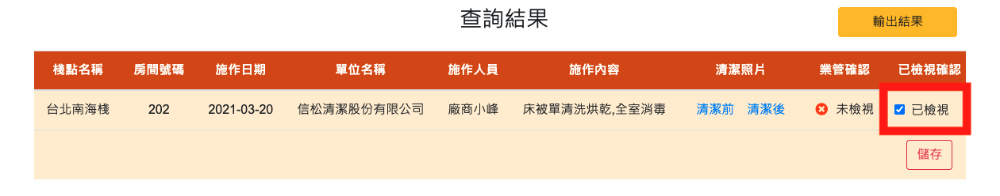 查詢結果
輸出結果
棧點名稱 房間號碼 施作日期 單位名稱 施作人員 施作內容 清潔照片 業管確認 已檢視確認
台北南海棧 202 2021-03-20 信松清潔股份有限公司 廠商小峰 床被單清洗烘乾,全室消毒 清潔前 清潔後 未檢視 已檢視
儲存